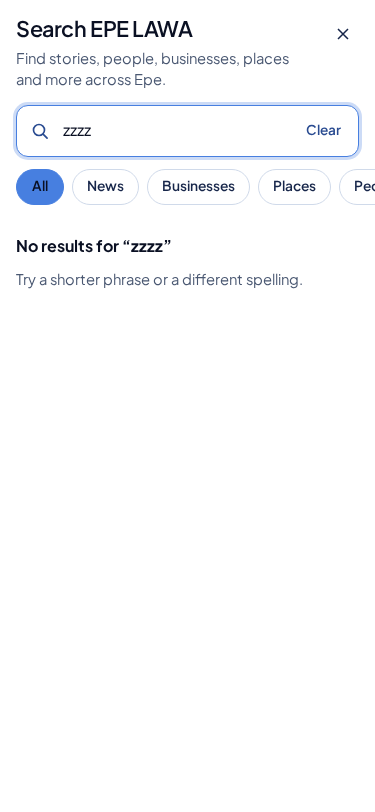 Search EPE LAWA
Find stories, people, businesses, places
and more across Epe.
zzzz
Clear
All
News
Businesses
Places
No results for “zzzz”
Try a shorter phrase or a different spelling.